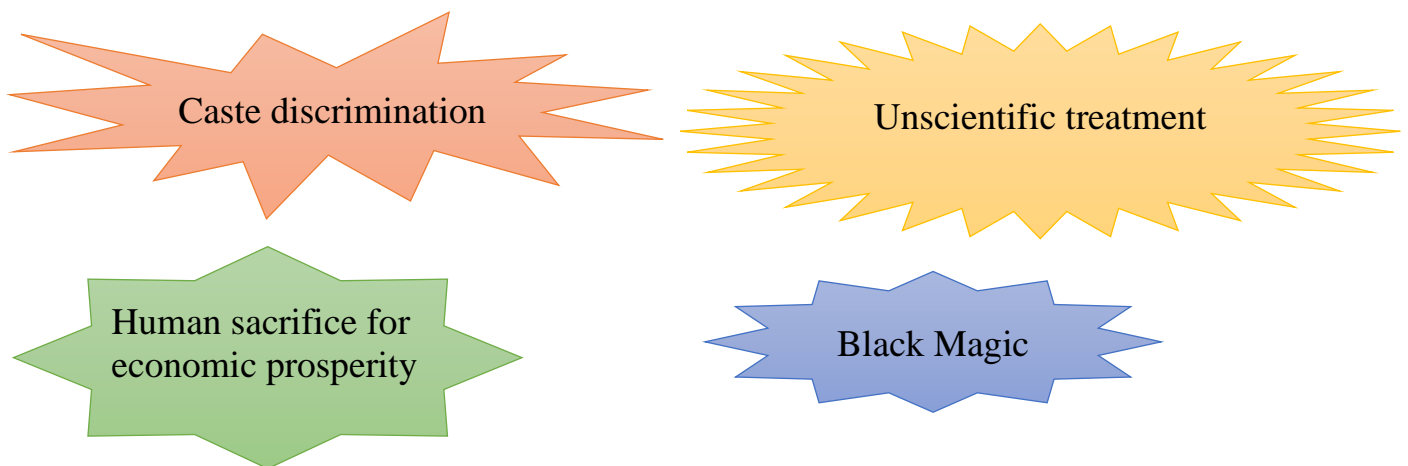 Caste discrimination
Unscientific treatment
Human sacrifice for
economic prosperity
Black Magic